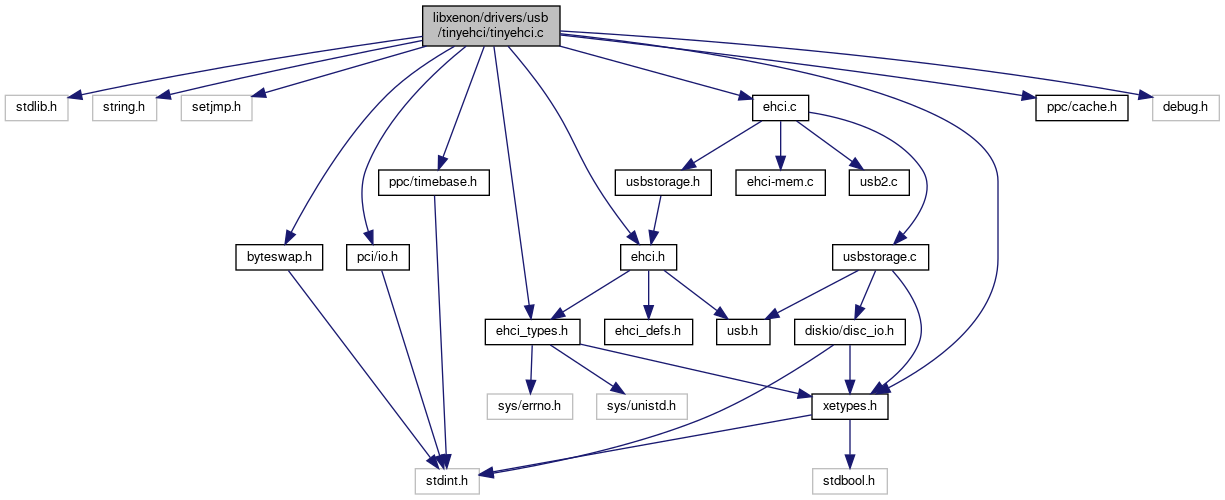 libxenon/drivers/usb
/tinyehci/tinyehci.c
stdlib.h
string.h
setjmp.h
ehci.c
ppc/cache.h
debug.h
ppc/timebase.h
usbstorage.h
ehci-mem.c
usb2.c
byteswap.h
pci/io.h
ehci.h
usbstorage.c
ehci_types.h
ehci_defs.h
usb.h
diskio/disc_io.h
sys/errno.h
sys/unistd.h
xetypes.h
stdint.h
stdbool.h